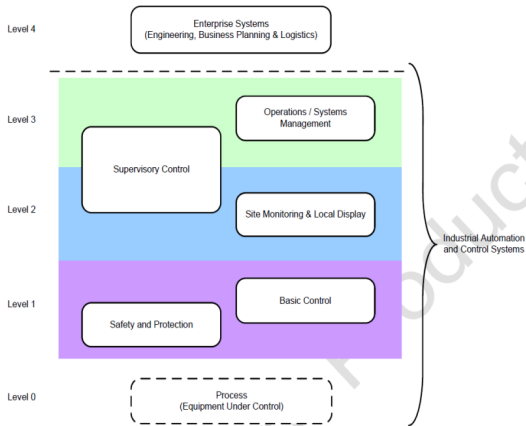 Level 4
Enterprise Systems
(Engineering, Business Planning & Logistics)
Level 3
Operations / Systems
Management
Supervisory Control
Level 2
Site Monitoring & Local Display
Industrial Automation
and Control Systems
Level 1
Basic Control
Safety and Protection
Level 0
Process
(Equipment Under Control)